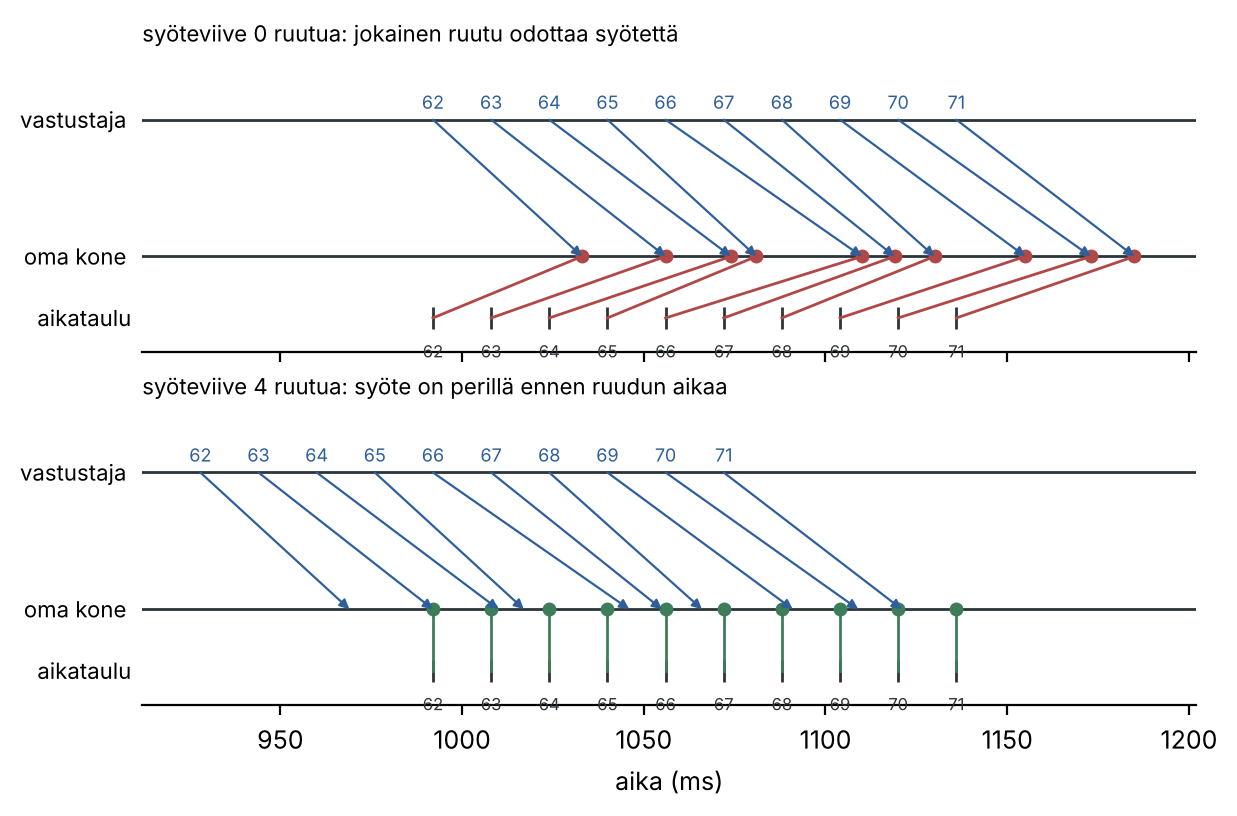 syöteviive 0 ruutua: jokainen ruutu odottaa syötettä
62 63 64 65 66 67 68 69 70 71
vastustaja
oma kone
aikataulu
62 63 64 65 66 67 68 69 70 71
syöteviive 4 ruutua: syöte on perillä ennen ruudun aikaa
62 63 64 65 66 67 68 69 70 71
vastustaja
oma kone
aikataulu
62 63 64 65 66 67 68 69 70 71
950 1000 1050 1100 1150 1200
aika (ms)